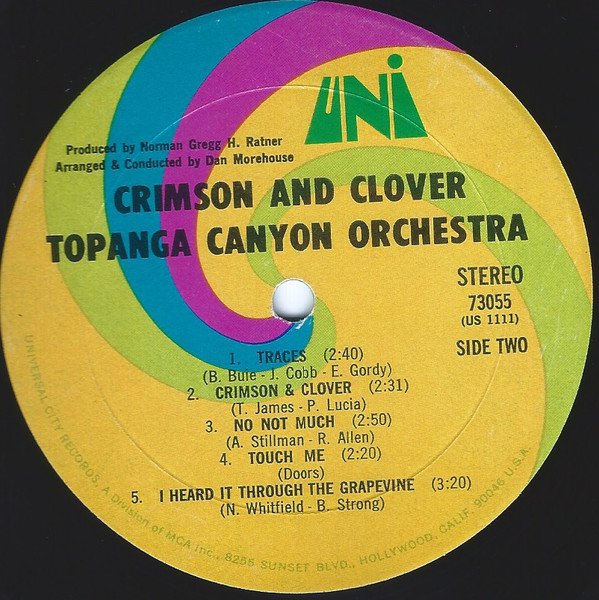 UNI
Produced by Norman Gregg H. Ratner
Arranged & Conducted by Dan Morehouse
CRIMSON AND CLOVER
TOPANGA CANYON ORCHESTRA
STEREO
73055
(US 1111)
SIDE TWO
1. TRACES (2:40)
(B. Buie - J. Cobb - E. Gordy)
2. CRIMSON & CLOVER (2:31)
(T. James - P. Lucia)
3. NO NOT MUCH (2:50)
(A. Stillman - R. Allen)
4. TOUCH ME (2:20)
(Doors)
5. I HEARD IT THROUGH THE GRAPEVINE (3:20)
(N. Whitfield - B. Strong)
UNIVERSAL CITY RECORDS, A Division of MCA Inc., 8255 SUNSET BLVD., HOLLYWOOD, CALIF. 90046 U.S.A.